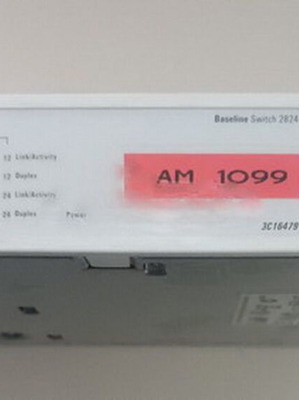 Baseline Switch 2824
12 Link/Activity
12 Duplex
24 Link/Activity
24 Duplex
Power
AM 1099
3C16479